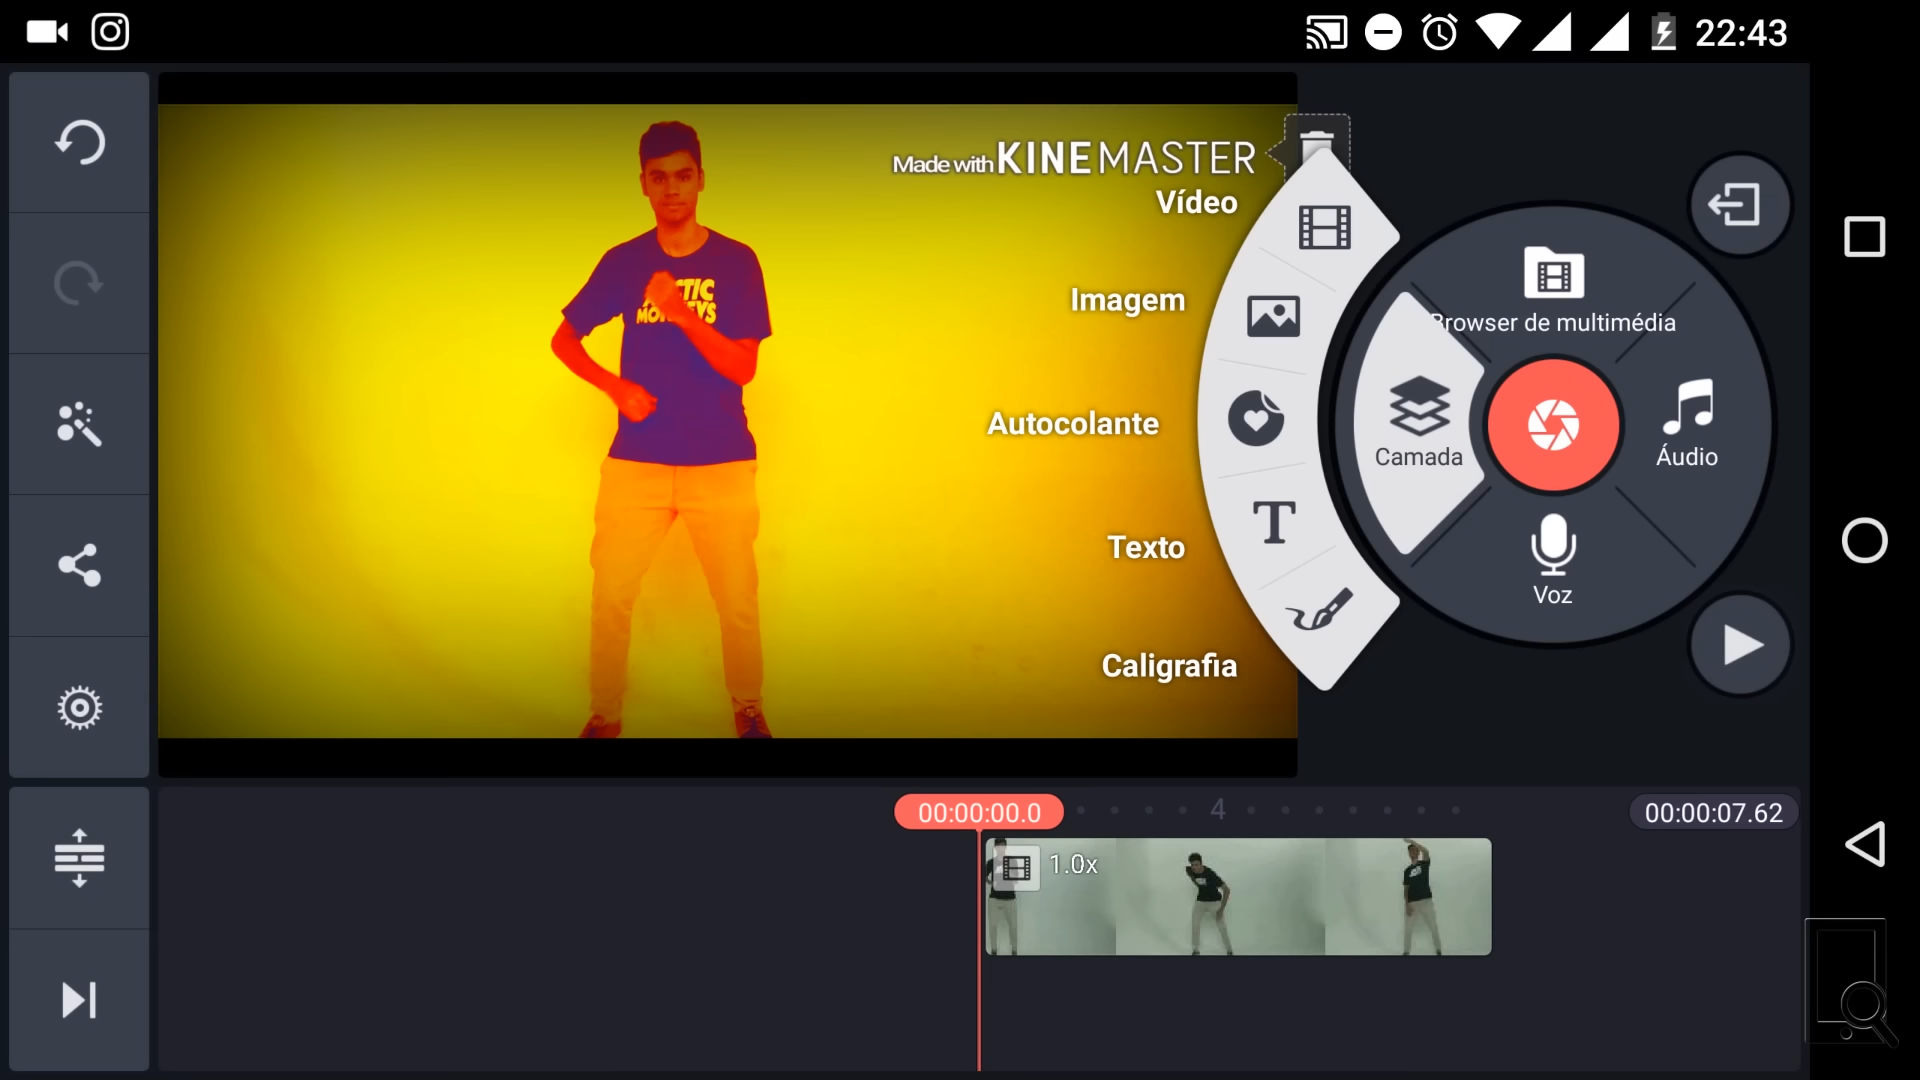 22:43
Made with KINEMASTER
Vídeo
Imagem
Autocolante
Texto
Caligrafia
Browser de multimédia
Camada
Áudio
Voz
00:00:00.0
4
00:00:07.62
1.0x